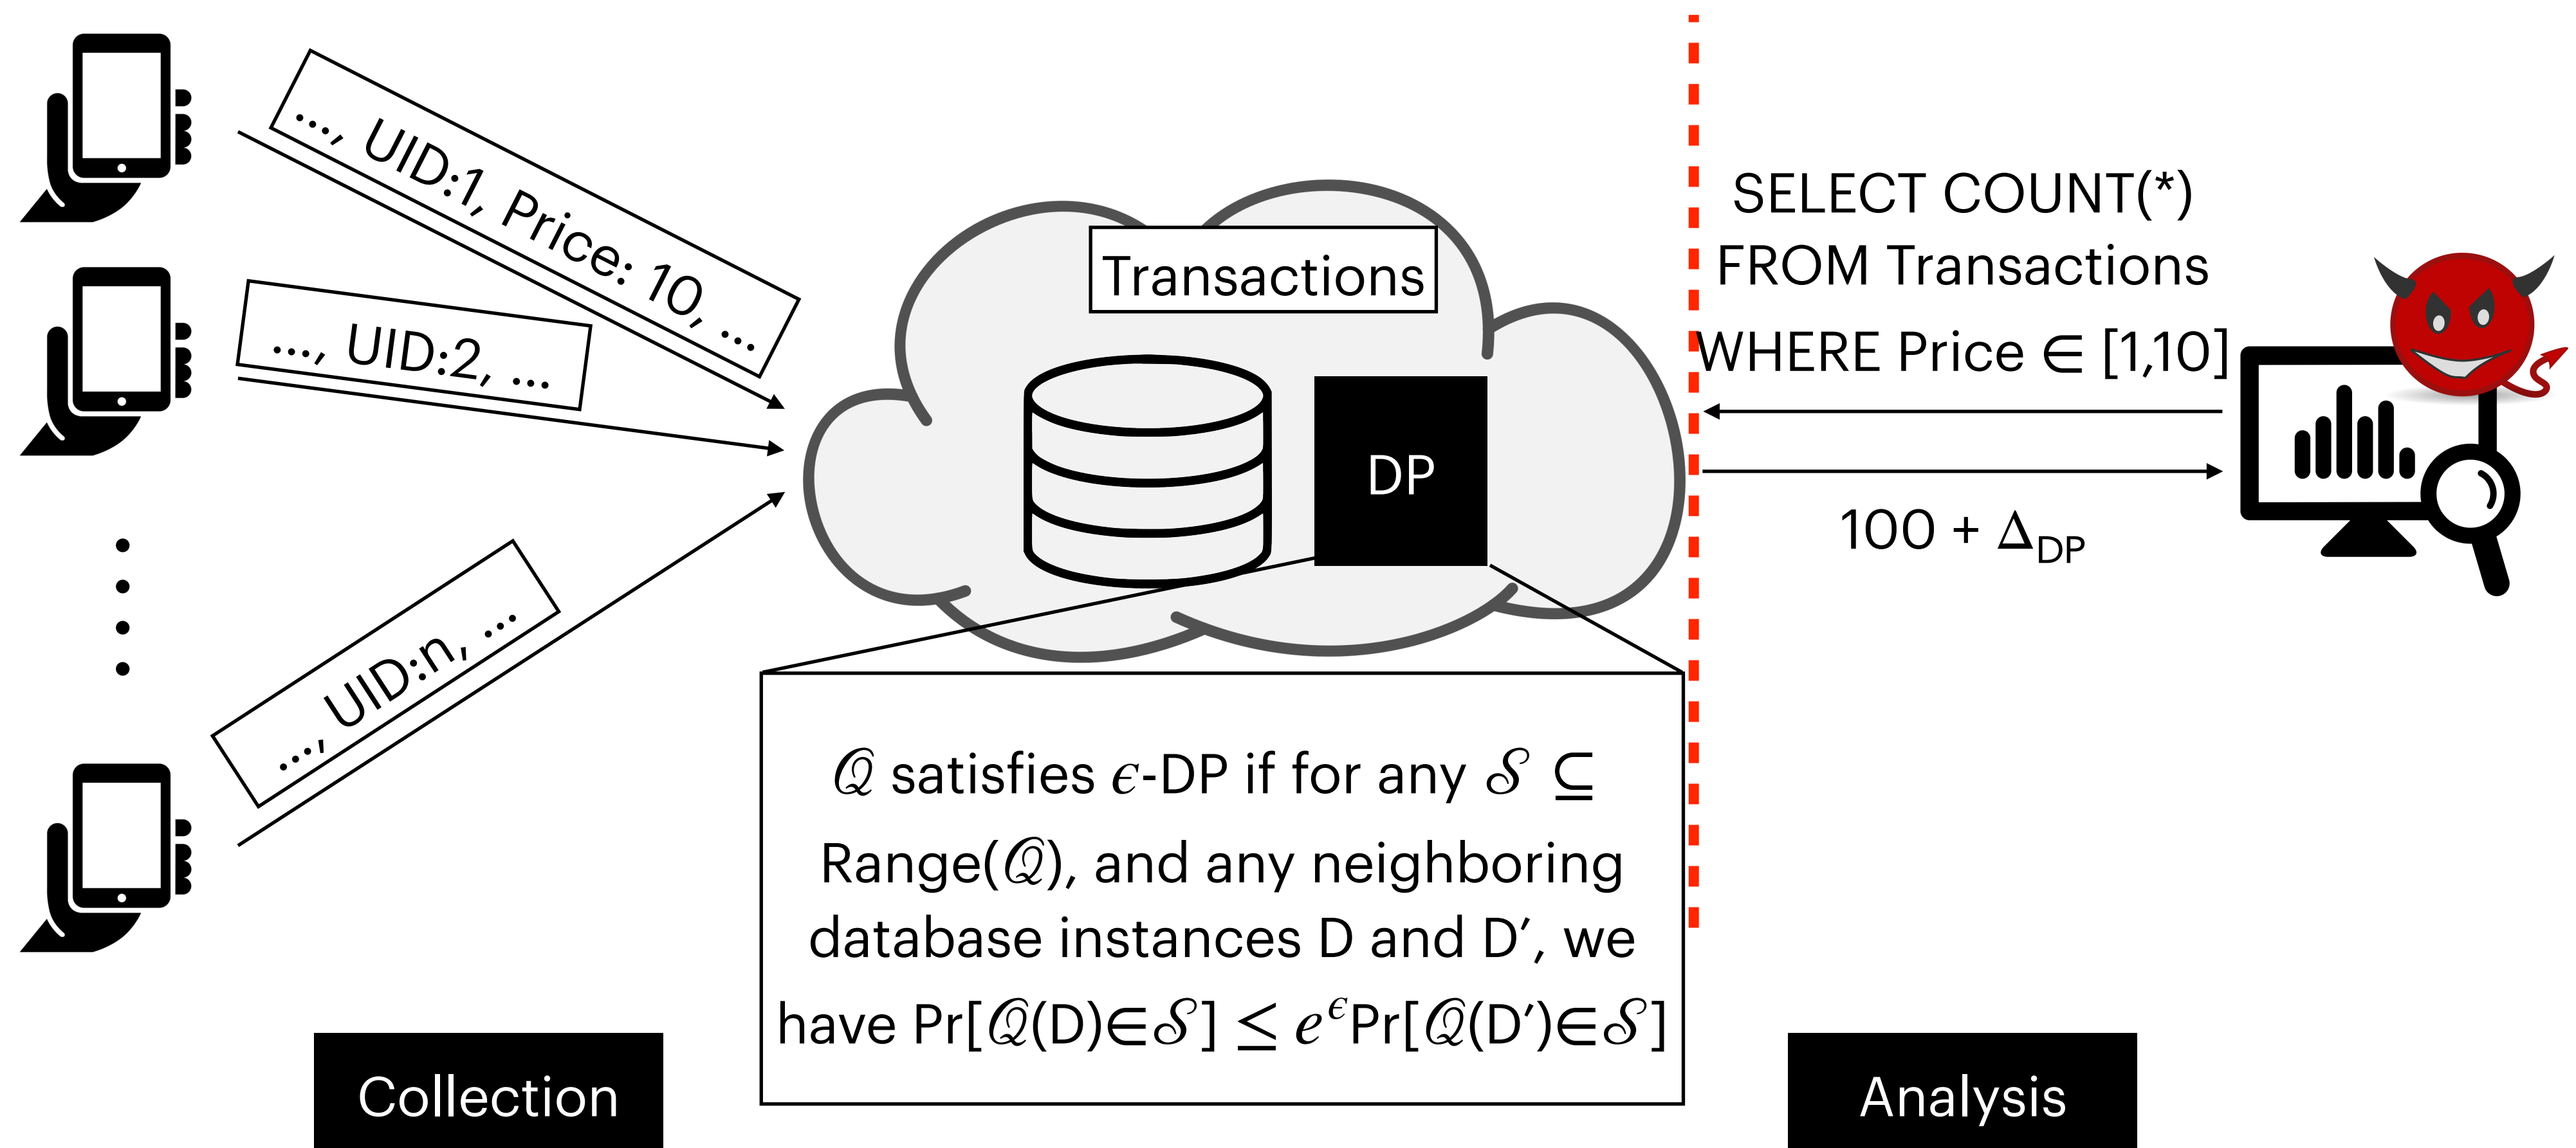 ..., UID:1, Price: 10, ...
..., UID:2, ...
..., UID:n, ...
Transactions
DP
SELECT COUNT(*)
FROM Transactions
WHERE Price ∈ [1,10]
100 + Δ_DP
𝒬 satisfies ϵ-DP if for any 𝒮 ⊆
Range(𝒬), and any neighboring
database instances D and D′, we
have Pr[𝒬(D)∈𝒮] ≤ e^ϵPr[𝒬(D′)∈𝒮]
Collection
Analysis